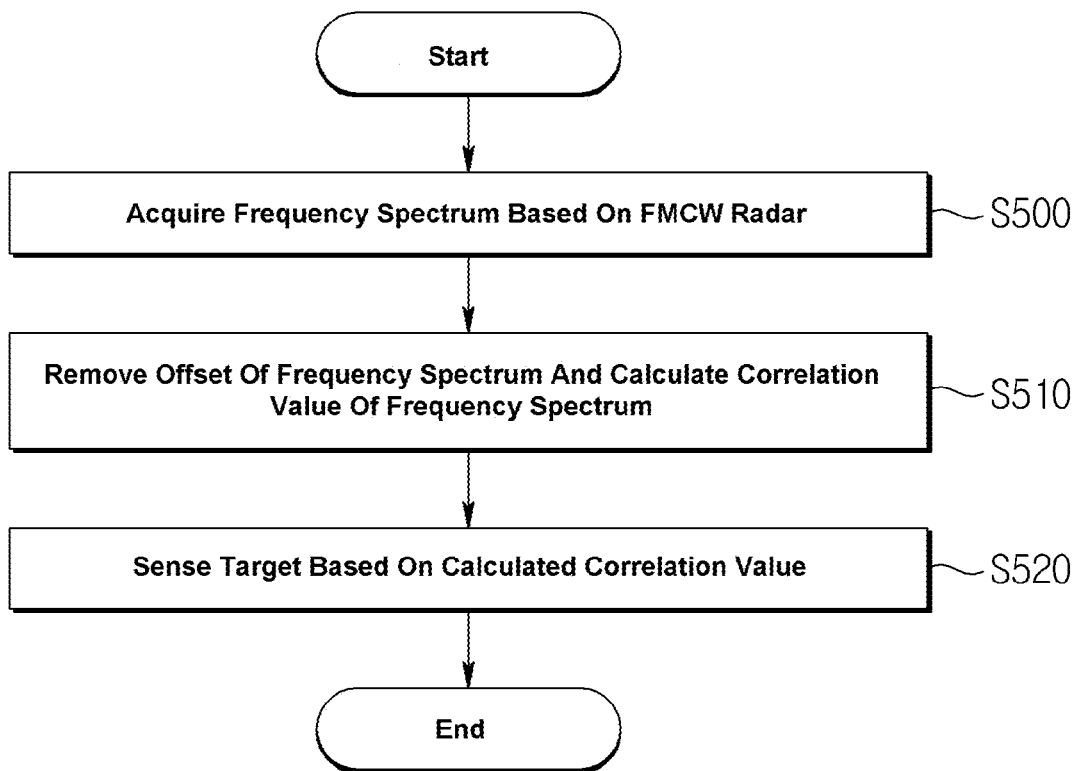 Start
Acquire Frequency Spectrum Based On FMCW Radar
S500
Remove Offset Of Frequency Spectrum And Calculate Correlation
Value Of Frequency Spectrum
S510
Sense Target Based On Calculated Correlation Value
S520
End